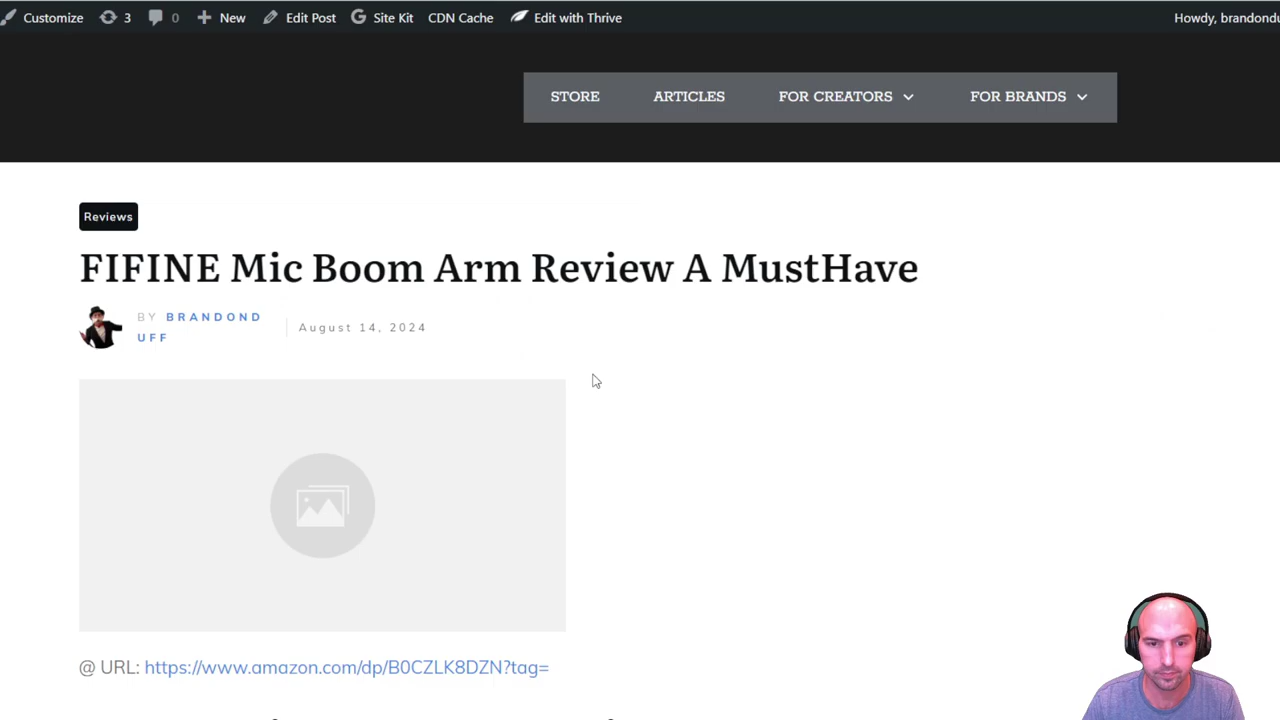 Customize 3 0 New Edit Post Site Kit CDN Cache Edit with Thrive Howdy, brandondu
STORE ARTICLES FOR CREATORS FOR BRANDS
Reviews
FIFINE Mic Boom Arm Review A MustHave
BY BRANDOND
UFF
August 14, 2024
@ URL: https://www.amazon.com/dp/B0CZLK8DZN?tag=